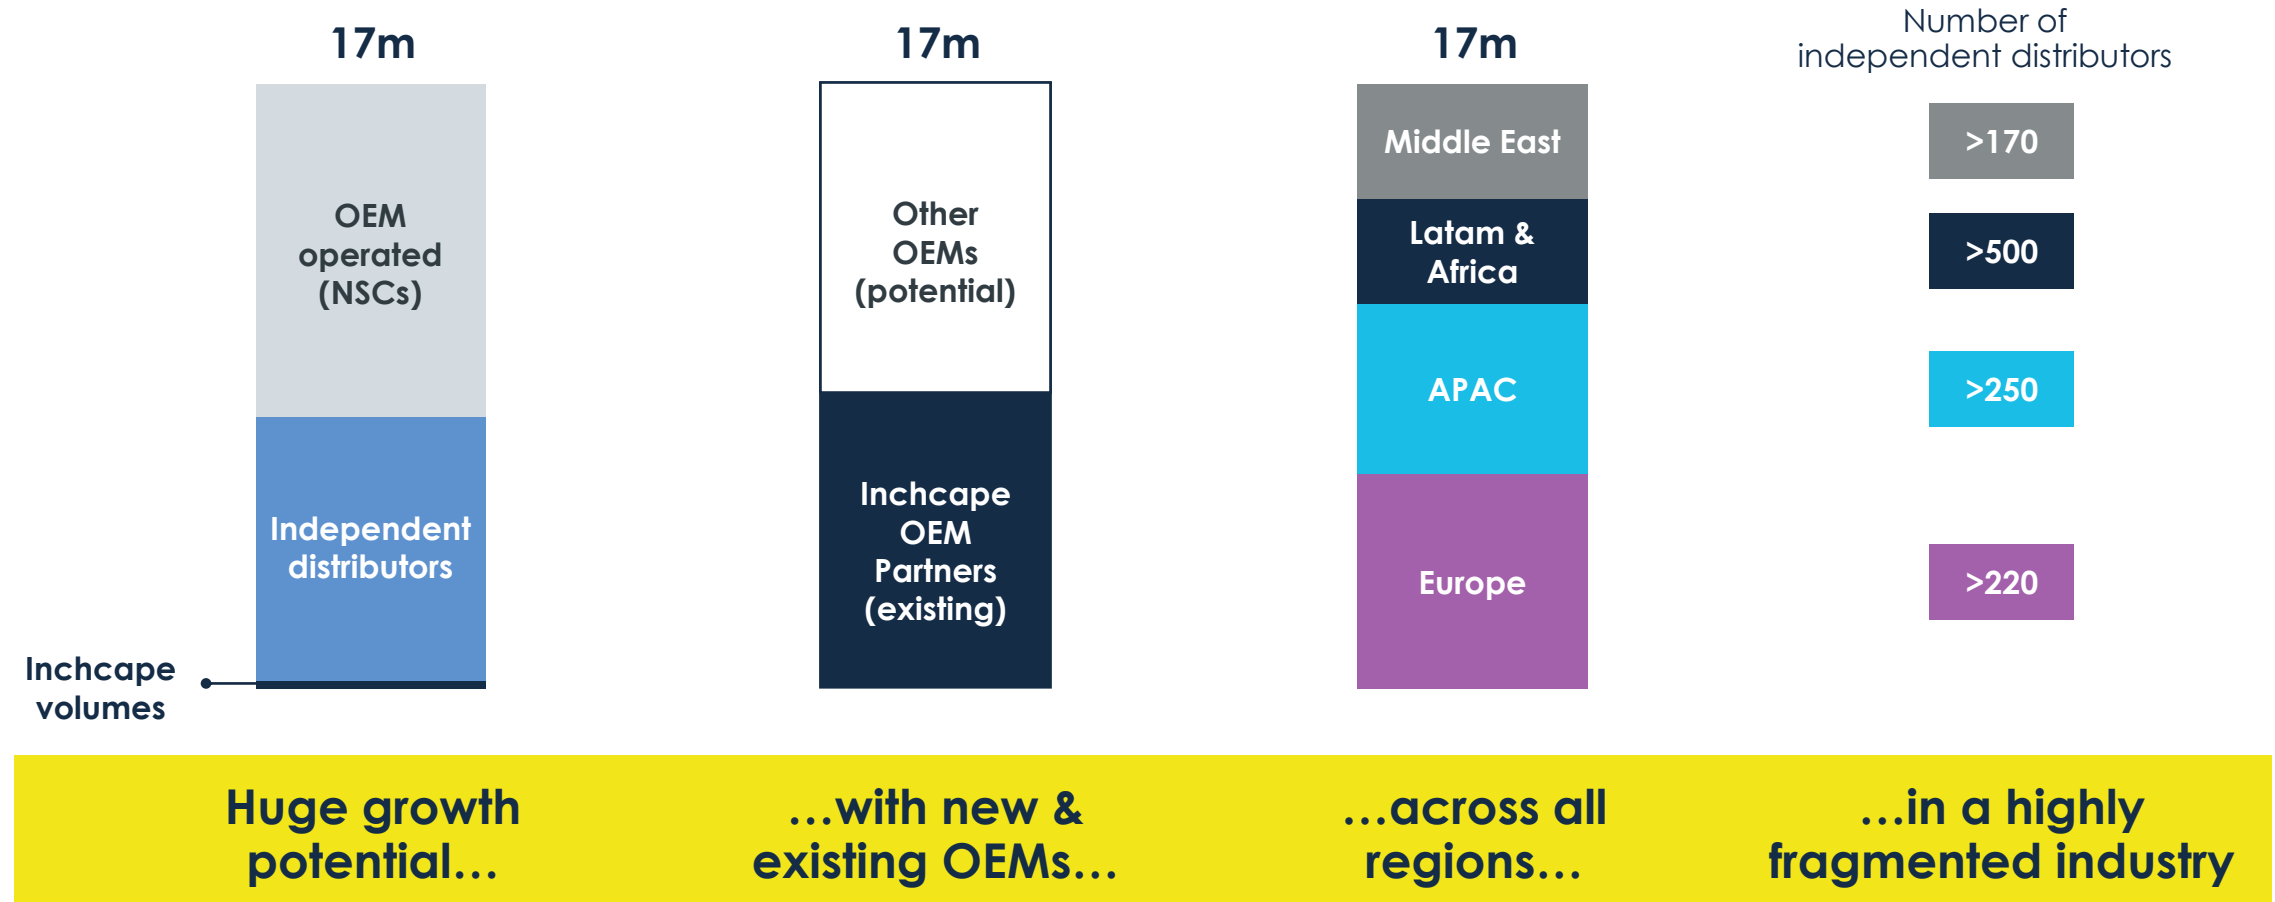 17m
OEM
operated
(NSCs)
Independent
distributors
Inchcape
volumes
17m
Other
OEMs
(potential)
Inchcape
OEM
Partners
(existing)
17m
Middle East
Latam &
Africa
APAC
Europe
Number of
independent distributors
>170
>500
>250
>220
Huge growth
potential...
...with new &
existing OEMs...
...across all
regions...
...in a highly
fragmented industry